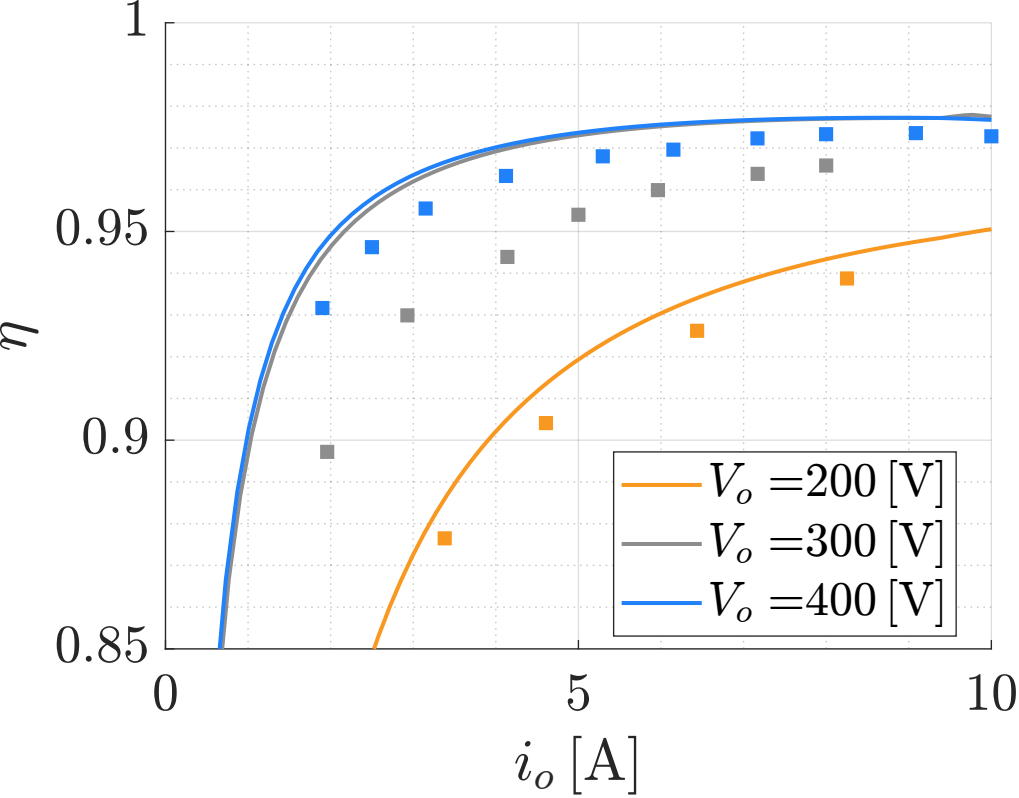 1
0.95
0.9
0.85
η
0 5 10
i_o [A]
V_o =200 [V]
V_o =300 [V]
V_o =400 [V]